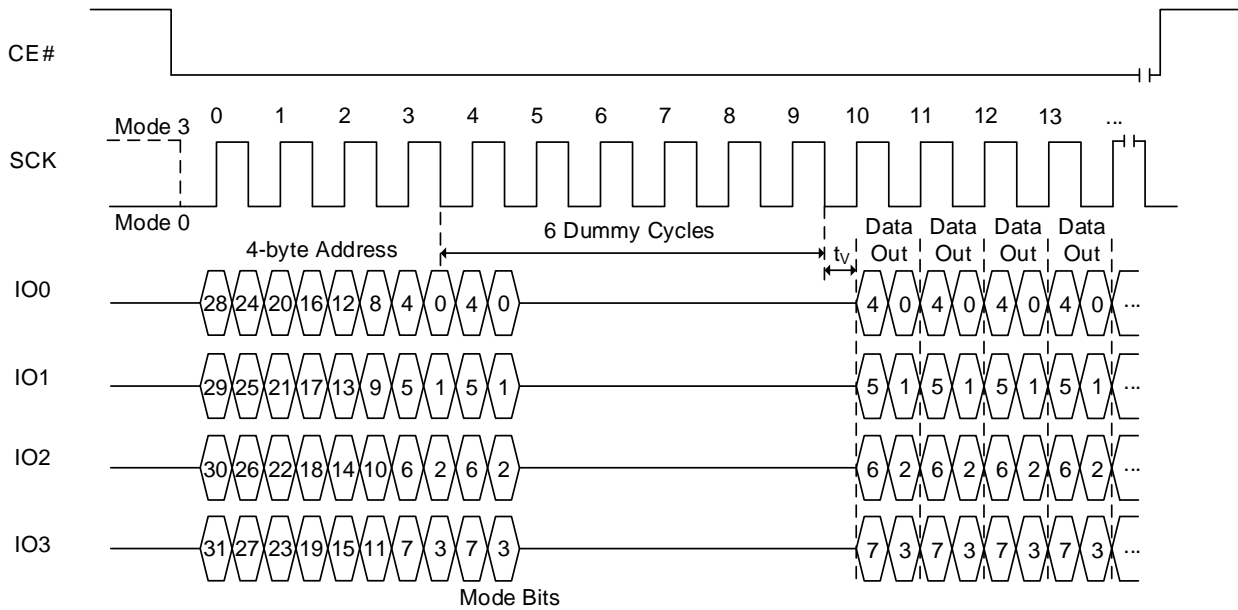 CE#
0 1 2 3 4 5 6 7 8 9 10 11 12 13 ...
Mode 3
SCK
Mode 0
6 Dummy Cycles
Data Data Data Data
4-byte Address
Out Out Out Out
tV
IO0 28 24 20 16 12 8 4 0 4 0 4 0 4 0 4 0 4 0 ...
IO1 29 25 21 17 13 9 5 1 5 1 5 1 5 1 5 1 5 1 ...
IO2 30 26 22 18 14 10 6 2 6 2 6 2 6 2 6 2 6 2 ...
IO3 31 27 23 19 15 11 7 3 7 3 7 3 7 3 7 3 7 3 ...
Mode Bits